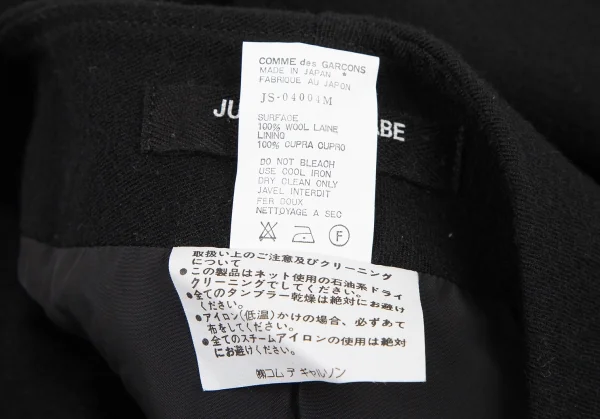 COMME des GARCONS
MADE IN JAPAN *
FABRIQUE AU JAPON
JS-04004M
JU
ABE
SURFACE
100% WOOL LAINE
LINING
100% CUPRA CUPRO
DO NOT BLEACH
USE COOL IRON
DRY CLEAN ONLY
JAVEL INTERDIT
FER DOUX
NETTOYAGE A SEC
F
取扱い上のご注意及びクリーニング
について
●この製品はネット使用の石油系ドライ
クリーニングでしてください。
●全てのタンブラー乾燥は絶対にお避け
ください。
●アイロン(低温)かけの場合、必ずあて
布をしてください。
●全てのスチームアイロンの使用は絶対
にお避けください。
㈱コム デ ギャルソン